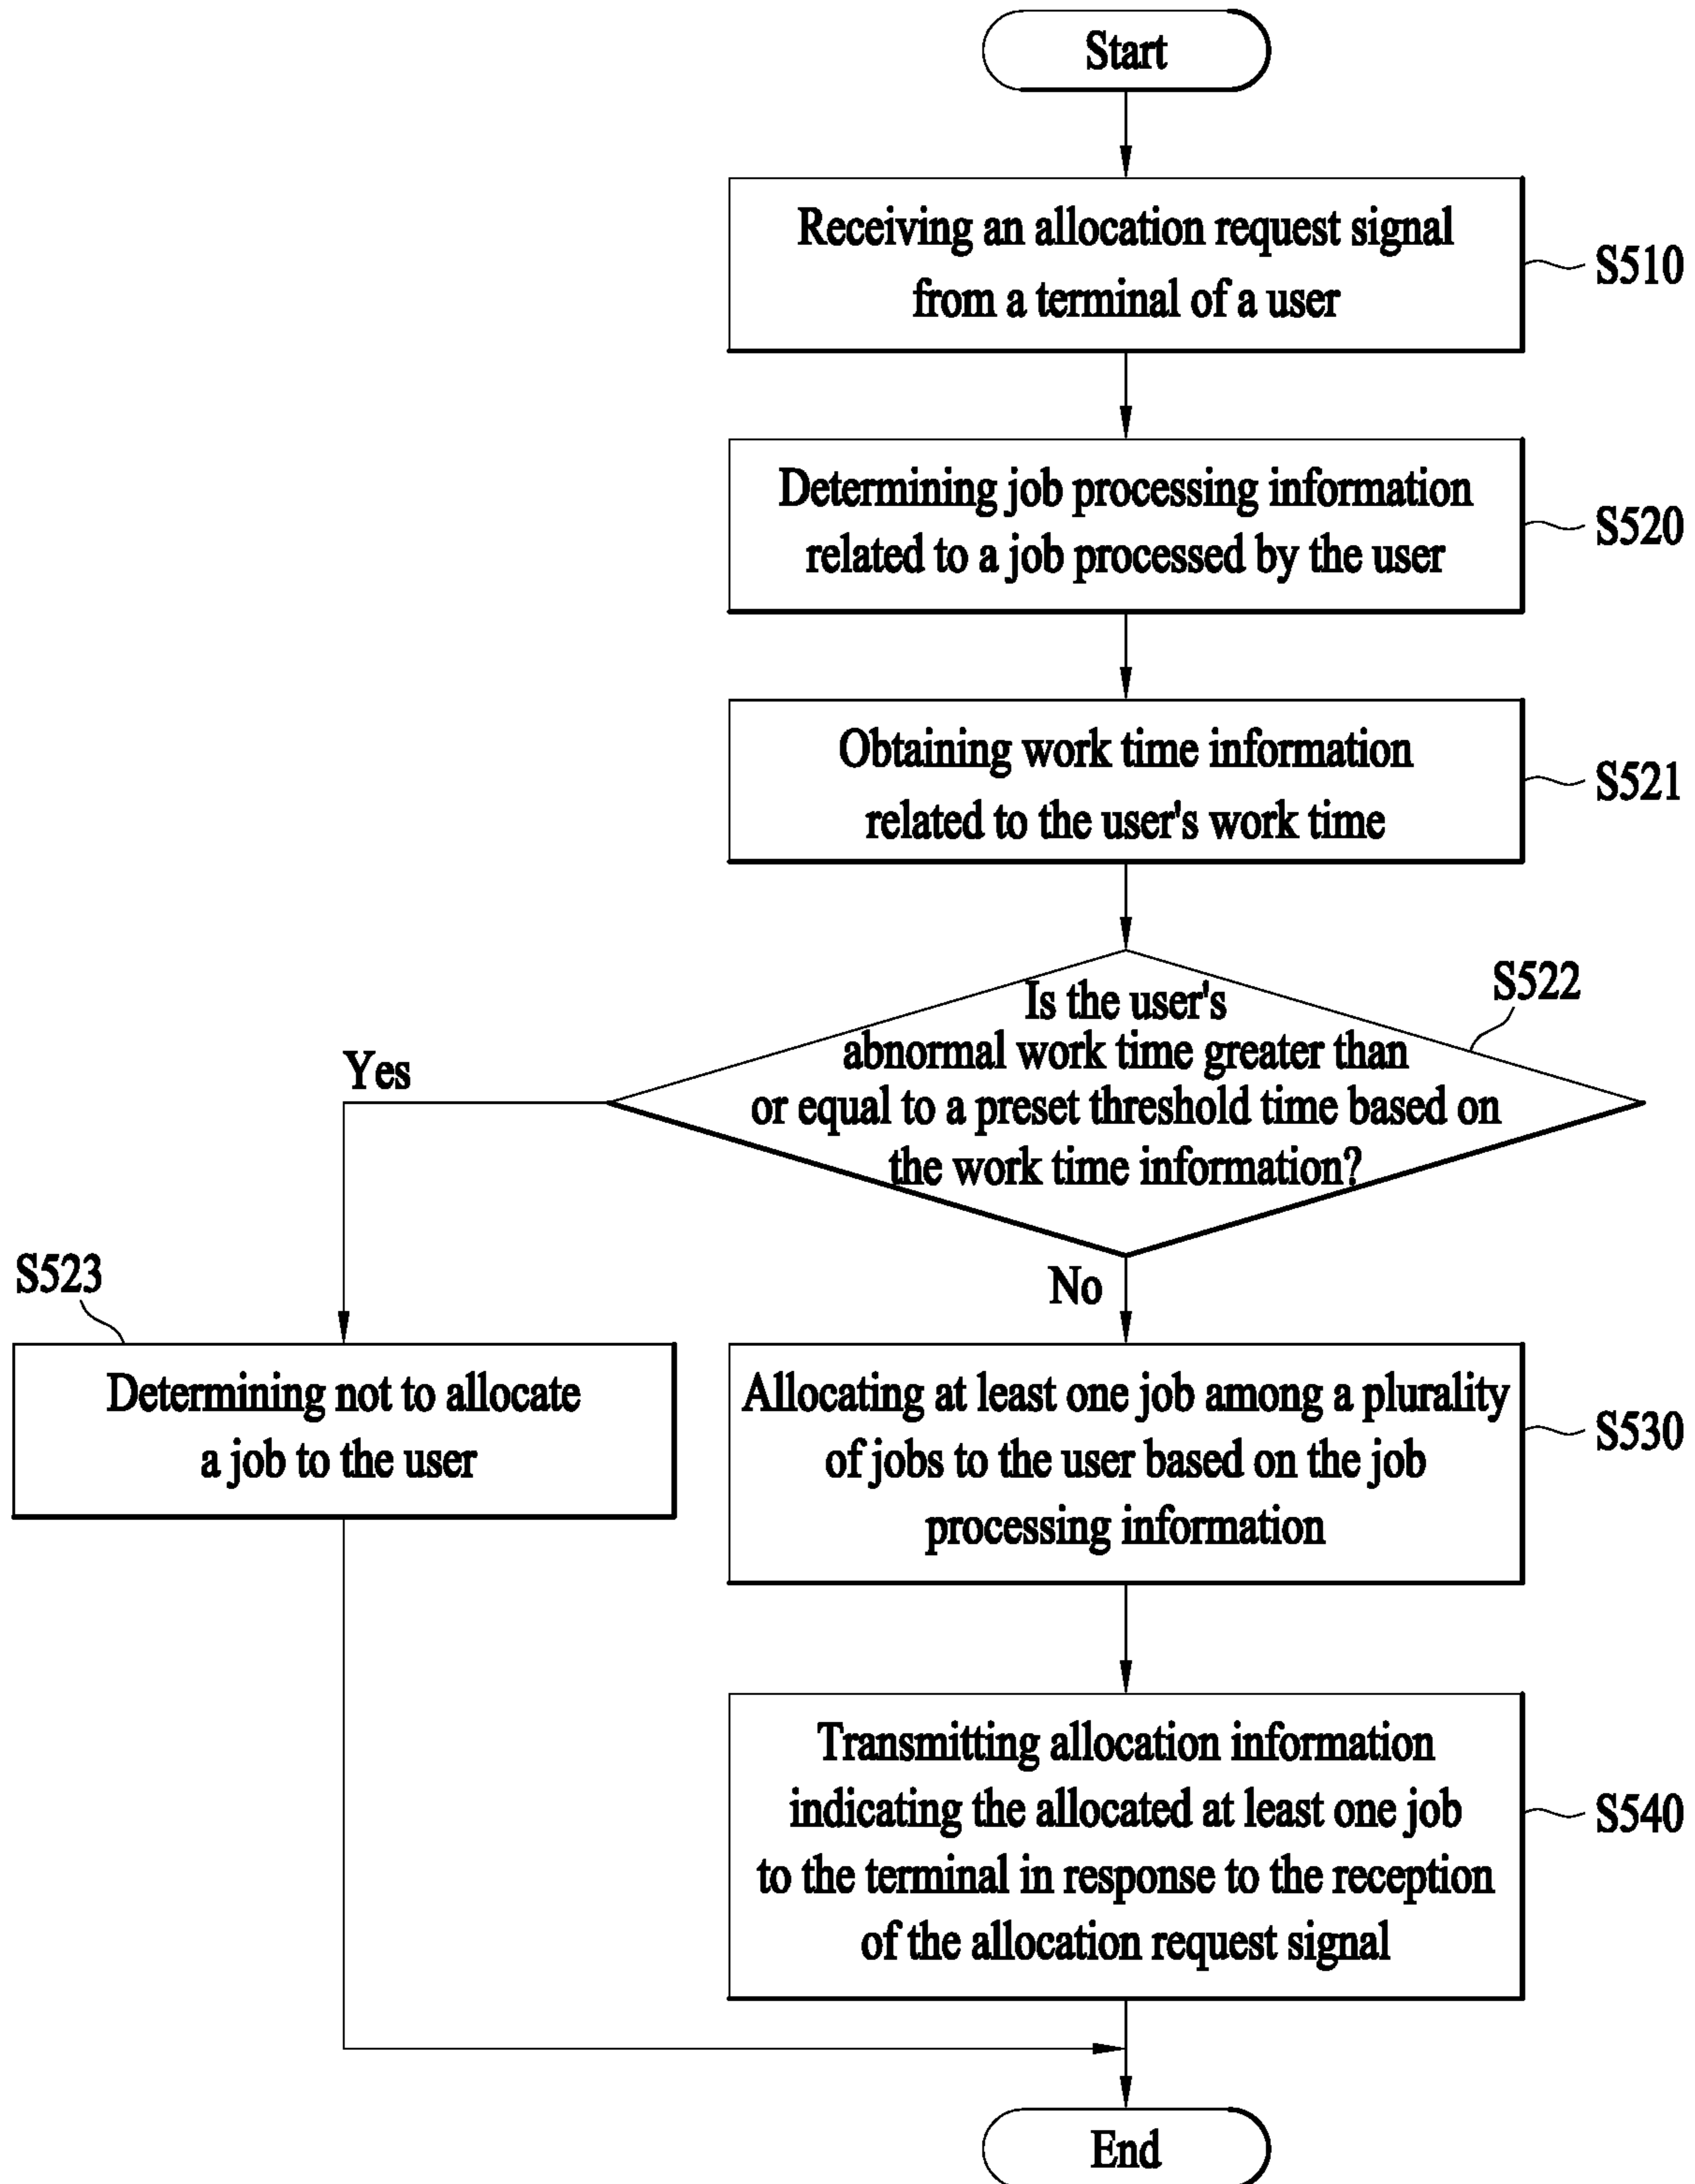 Start
Receiving an allocation request signal
from a terminal of a user
S510
Determining job processing information
related to a job processed by the user
S520
Obtaining work time information
related to the user's work time
S521
Is the user's
abnormal work time greater than
or equal to a preset threshold time based on
the work time information?
S522
Yes
No
S523
Determining not to allocate
a job to the user
Allocating at least one job among a plurality
of jobs to the user based on the job
processing information
S530
Transmitting allocation information
indicating the allocated at least one job
to the terminal in response to the reception
of the allocation request signal
S540
End